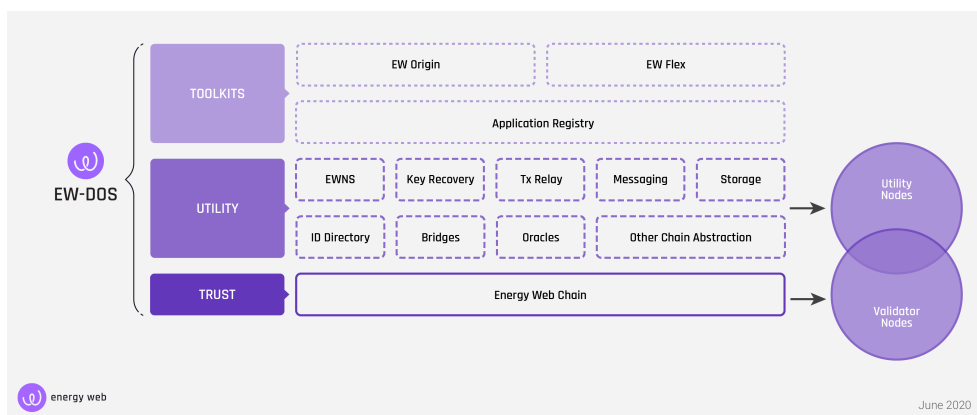 EW-DOS
TOOLKITS
EW Origin
EW Flex
Application Registry
UTILITY
EWNS
Key Recovery
Tx Relay
Messaging
Storage
ID Directory
Bridges
Oracles
Other Chain Abstraction
TRUST
Energy Web Chain
Utility
Nodes
Validator
Nodes
energy web
June 2020